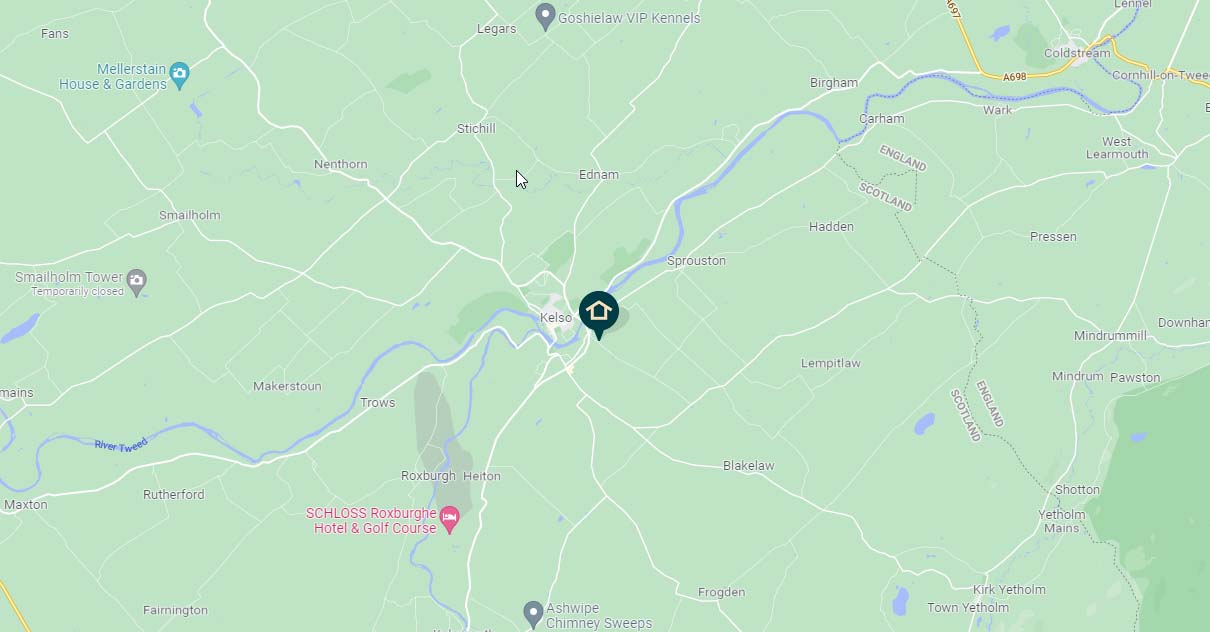 Lennel
A697
Goshielaw VIP Kennels
Legars
Fans
Coldstream
Mellerstain
House & Gardens
A698
Cornhill-on-Twee
Birgham
Wark
Carham
Stichill
West
Learmouth
ENGLAND
Nenthorn
Ednam
SCOTLAND
Smailholm
Hadden
Pressen
Sprouston
Smailholm Tower
Temporarily closed
Kelso
Downhan
Mindrummill
Lempitlaw
Mindrum
Pawston
Makerstoun
mains
Trows
ENGLAND
SCOTLAND
River Tweed
Blakelaw
Roxburgh
Heiton
Shotton
Rutherford
Maxton
SCHLOSS Roxburghe
Hotel & Golf Course
Yetholm
Mains
Frogden
Kirk Yetholm
Town Yetholm
Fairnington
Ashwipe
Chimney Sweeps